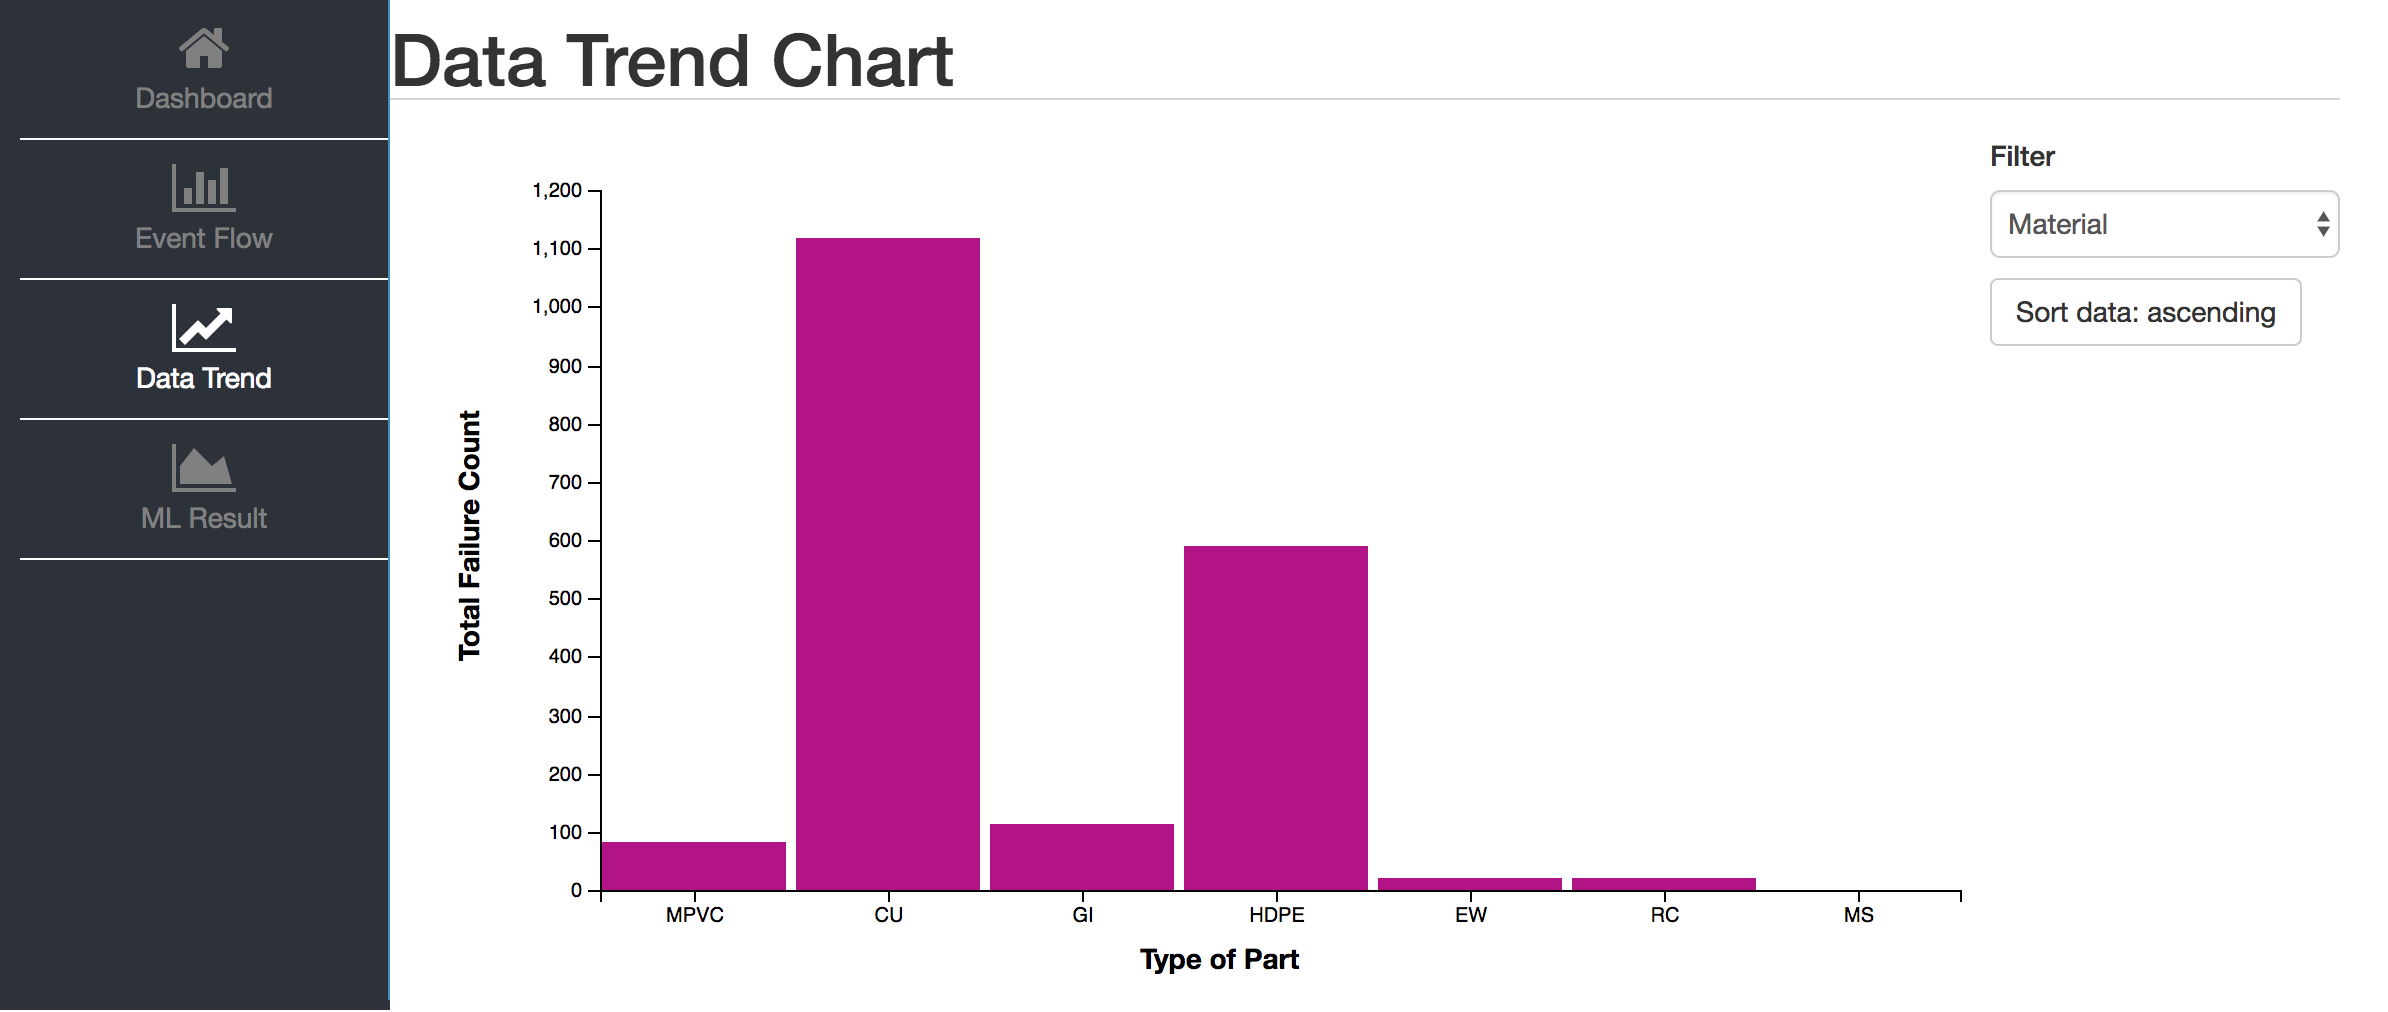 Dashboard
Event Flow
Data Trend
ML Result
Data Trend Chart
Filter
Material
Sort data: ascending
Total Failure Count
1,200
1,100
1,000
900
800
700
600
500
400
300
200
100
0
MPVC CU GI HDPE EW RC MS
Type of Part